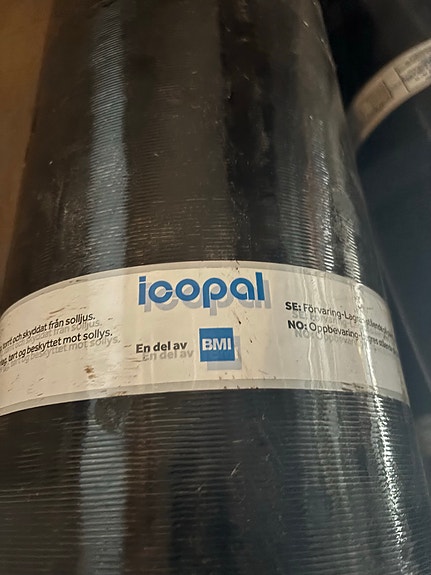 icopal
En del av
BMI
torrt och skyddat från solljus.
tørt og beskyttet mot sollys.
SE: Förvaring-Lagras
NO: Oppbevaring-